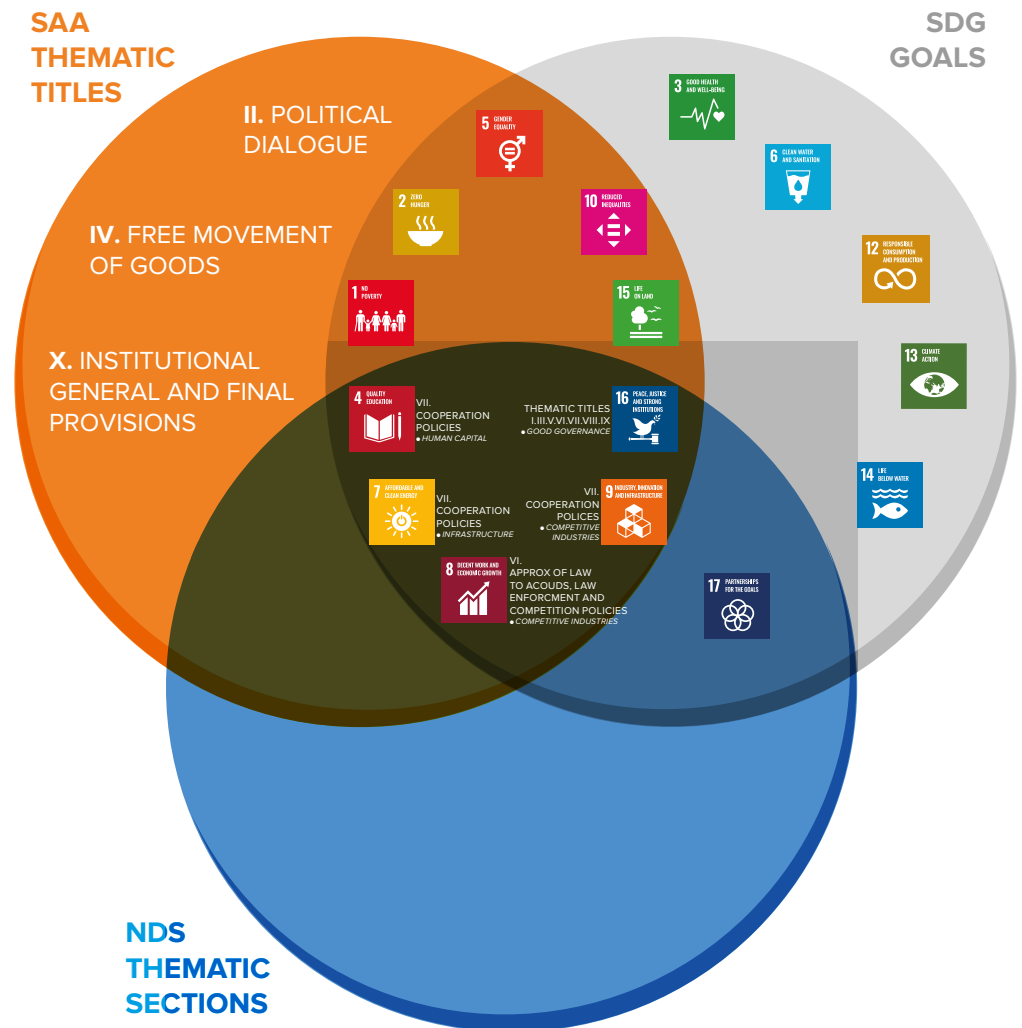 SAA
THEMATIC
TITLES
SDG
GOALS
II. POLITICAL
DIALOGUE
IV. FREE MOVEMENT
OF GOODS
X. INSTITUTIONAL
GENERAL AND FINAL
PROVISIONS
5 GENDER
EQUALITY
2 ZERO
HUNGER
10 REDUCED
INEQUALITIES
1 NO
POVERTY
15 LIFE
ON LAND
3 GOOD HEALTH
AND WELL-BEING
6 CLEAN WATER
AND SANITATION
12 RESPONSIBLE
CONSUMPTION
AND PRODUCTION
13 CLIMATE
ACTION
14 LIFE
BELOW WATER
4 QUALITY
EDUCATION
VII.
COOPERATION
POLICIES
• HUMAN CAPITAL
THEMATIC TITLES
I.III.V.VI.VII.VIII.IX
• GOOD GOVERNANCE
16 PEACE, JUSTICE
AND STRONG
INSTITUTIONS
7 AFFORDABLE AND
CLEAN ENERGY
VII.
COOPERATION
POLICIES
• INFRASTRUCTURE
VII.
COOPERATION
POLICES
• COMPETITIVE
INDUSTRIES
9 INDUSTRY, INNOVATION
AND INFRASTRUCTURE
8 DECENT WORK AND
ECONOMIC GROWTH
VI.
APPROX OF LAW
TO ACOUDS, LAW
ENFORCMENT AND
COMPETITION POLICIES
• COMPETITIVE INDUSTRIES
17 PARTNERSHIPS
FOR THE GOALS
NDS
THEMATIC
SECTIONS